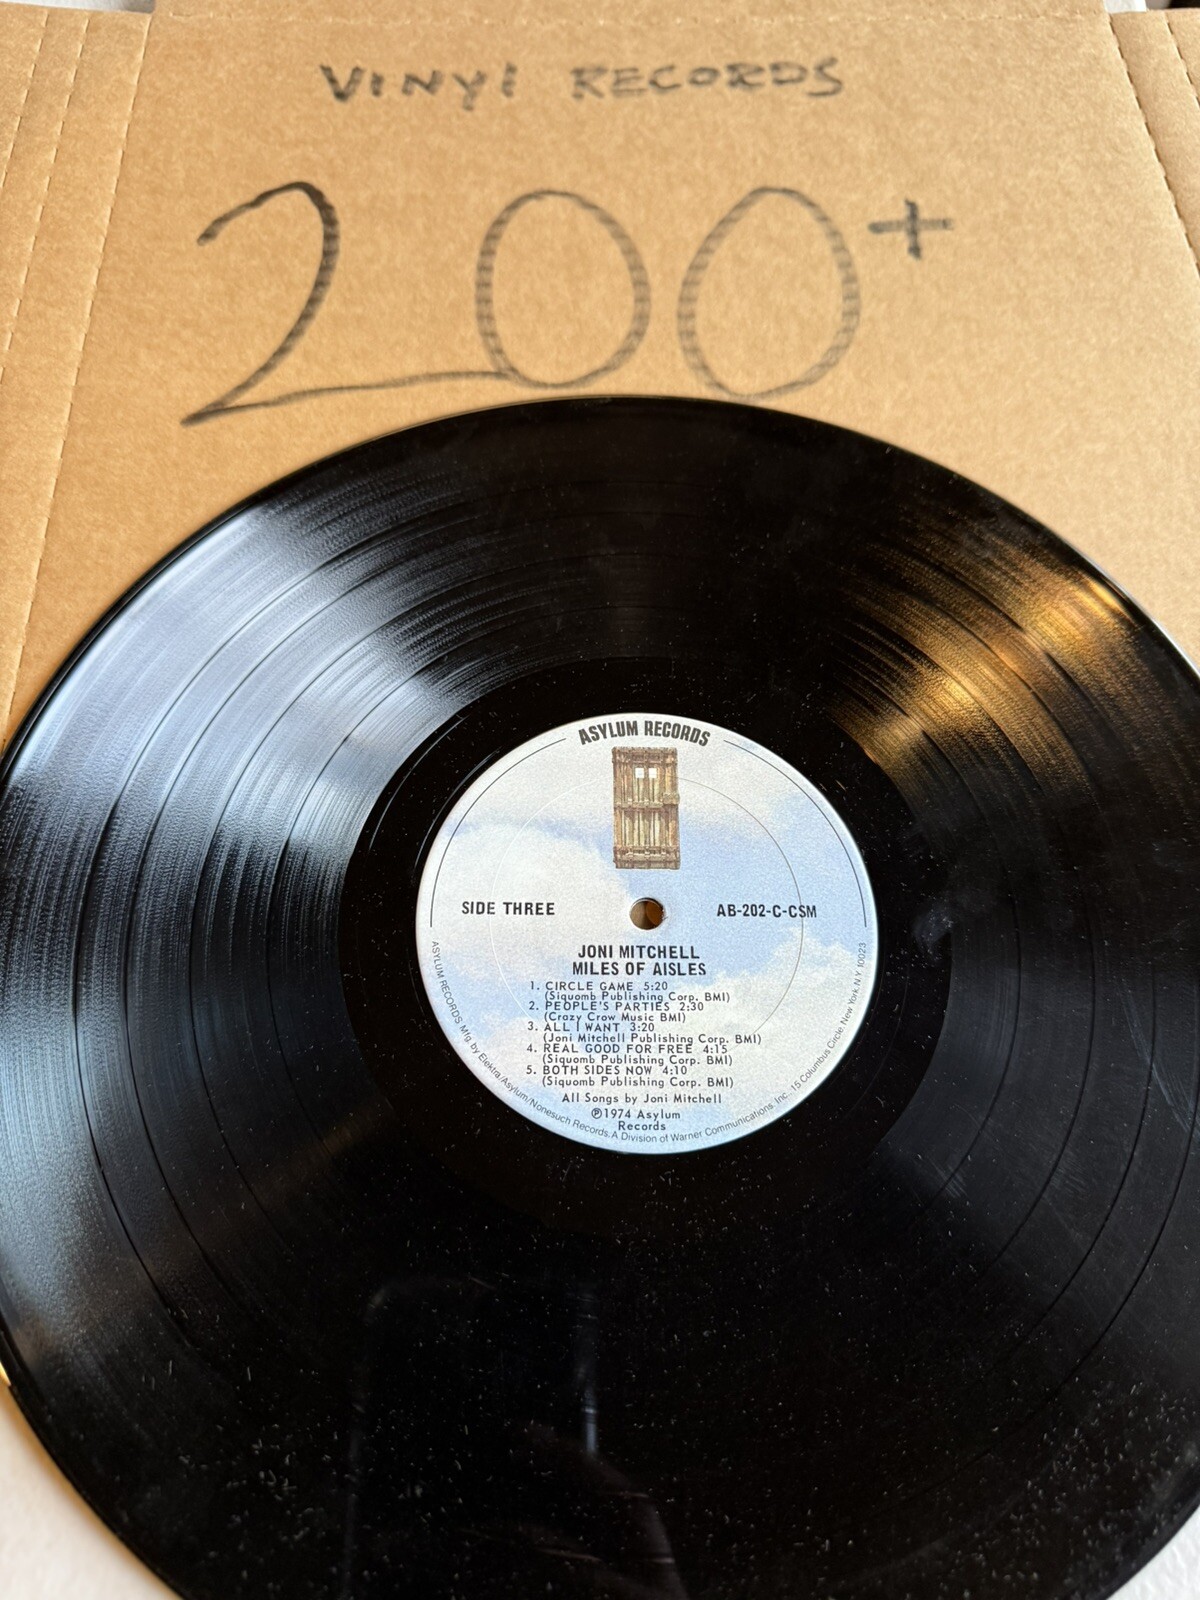 VINYl RECORDS
200+
ASYLUM RECORDS
SIDE THREE
AB-202-C-CSM
JONI MITCHELL
MILES OF AISLES
1. CIRCLE GAME 5:20
(Siquomb Publishing Corp. BMI)
2. PEOPLE'S PARTIES 2:30
(Crazy Crow Music BMI)
3. ALL I WANT 3:20
(Joni Mitchell Publishing Corp. BMI)
4. REAL GOOD FOR FREE 4:15
(Siquomb Publishing Corp. BMI)
5. BOTH SIDES NOW 4:10
(Siquomb Publishing Corp. BMI)
All Songs by Joni Mitchell
℗1974 Asylum
Records
ASYLUM RECORDS Mfg. by Elektra/Asylum/Nonesuch Records. A Division of Warner Communications, Inc. 15 Columbus Circle, New York, N.Y. 10023